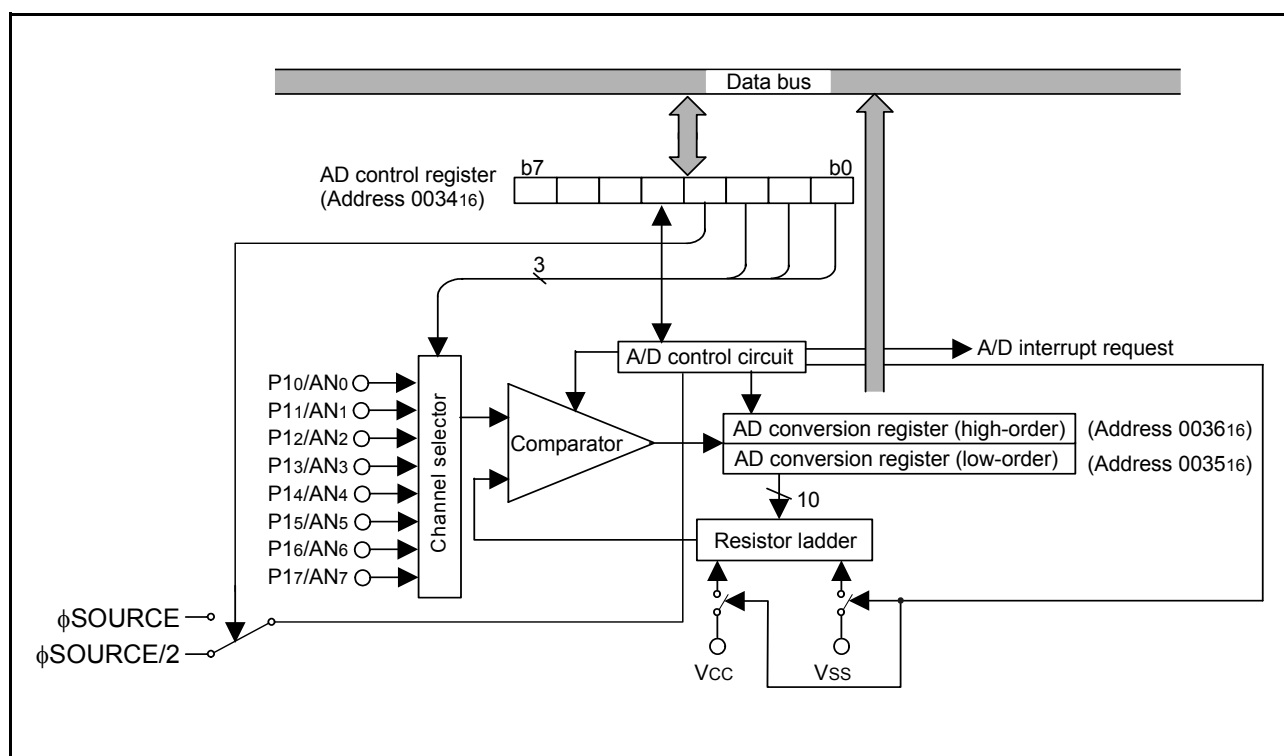 Data bus
b7
b0
AD control register
(Address 003416)
3
A/D control circuit
A/D interrupt request
P10/AN0
P11/AN1
P12/AN2
P13/AN3
P14/AN4
P15/AN5
P16/AN6
P17/AN7
Channel selector
Comparator
AD conversion register (high-order)
(Address 003616)
AD conversion register (low-order)
(Address 003516)
10
Resistor ladder
ϕSOURCE
ϕSOURCE/2
VCC
VSS